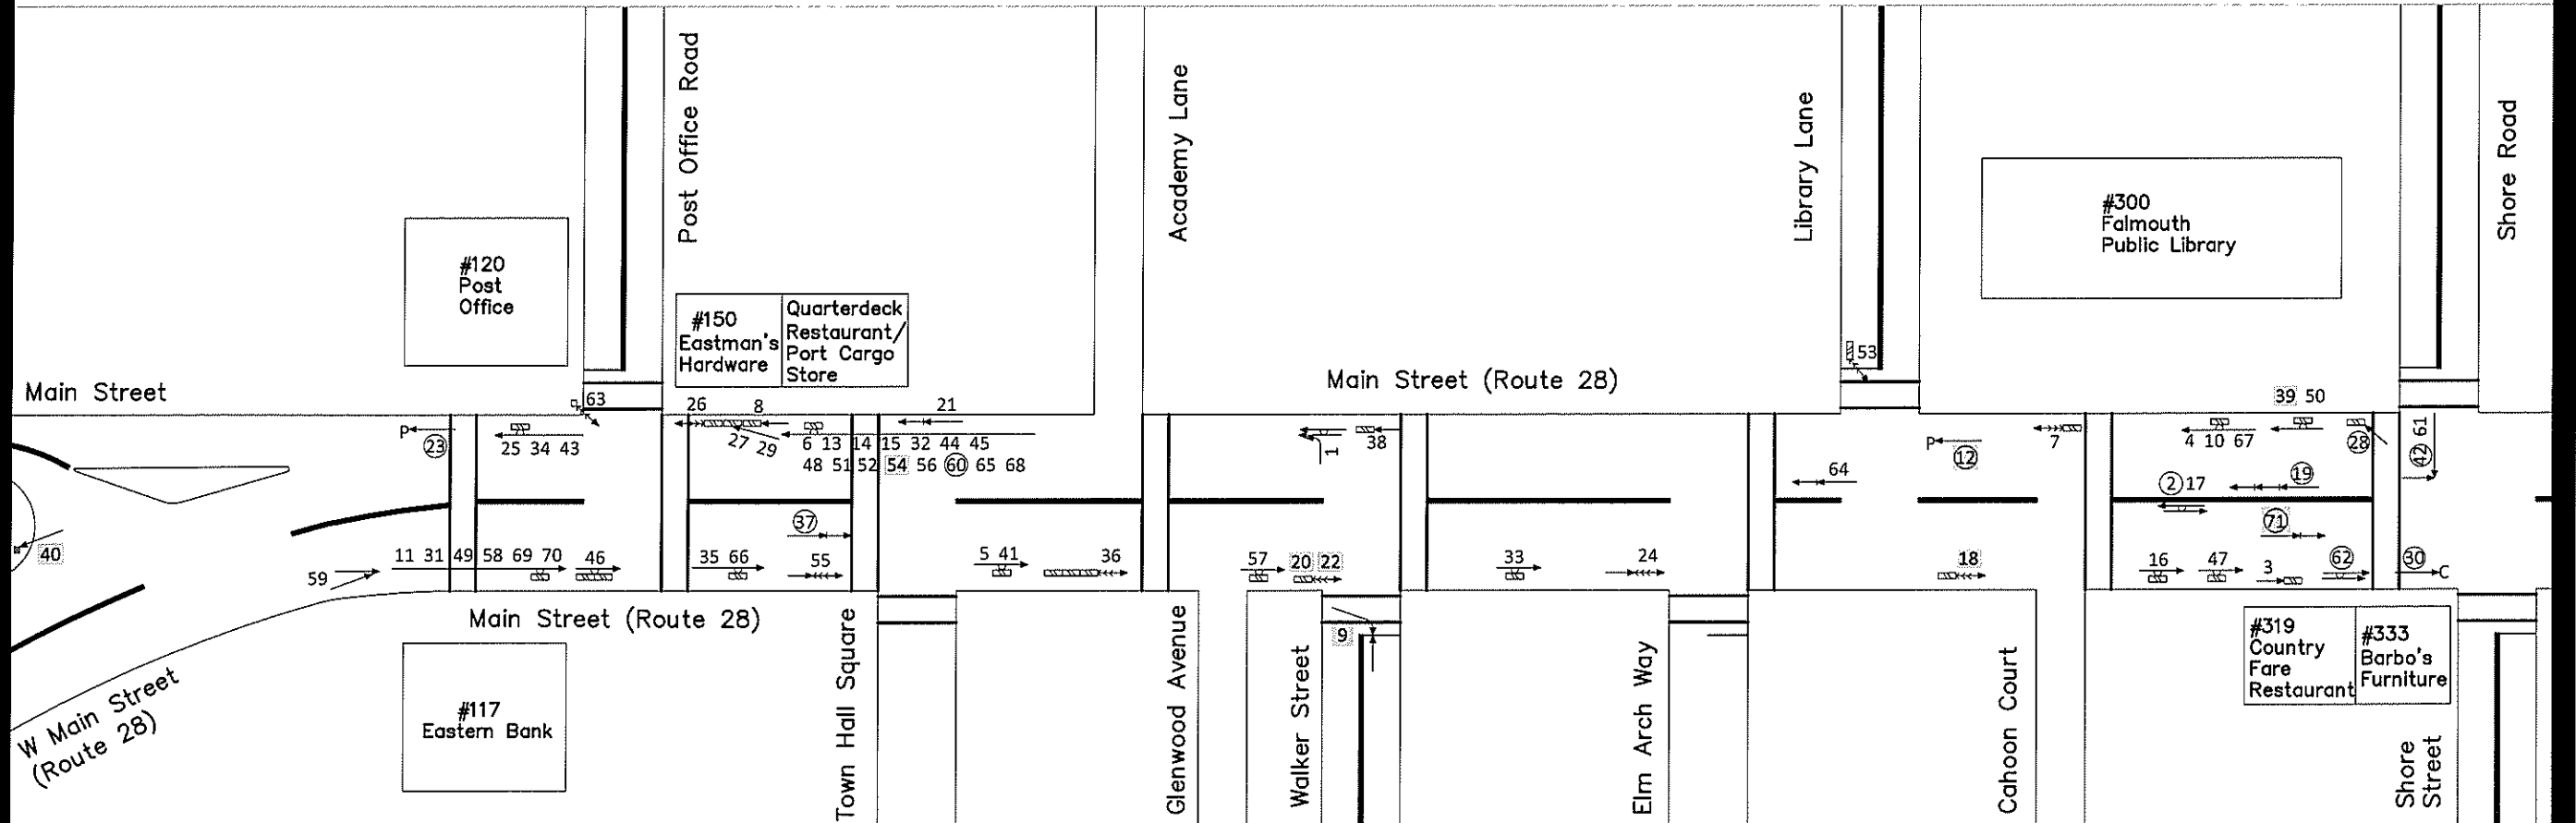 Post Office Road
Academy Lane
Library Lane
Shore Road
#120
Post
Office
#150
Eastman's
Hardware
Quarterdeck
Restaurant/
Port Cargo
Store
#300
Falmouth
Public Library
Main Street
Main Street (Route 28)
53
39 50
63
26
8
21
P
23
25 34 43
27 29
6 13 14 15 32 44 45
48 51 52 54 56 60 65 68
1
38
64
P
12
7
4 10 67
28
42 61
2 17
19
40
59
11 31 49 58 69 70
46
35 66
37
55
5 41
36
57
20 22
33
24
18
16
47
3
71
62
30
C
9
Main Street (Route 28)
W Main Street
(Route 28)
#117
Eastern Bank
Town Hall Square
Glenwood Avenue
Walker Street
Elm Arch Way
Cahoon Court
#319
Country
Fare
Restaurant
#333
Barbo's
Furniture
Shore
Street